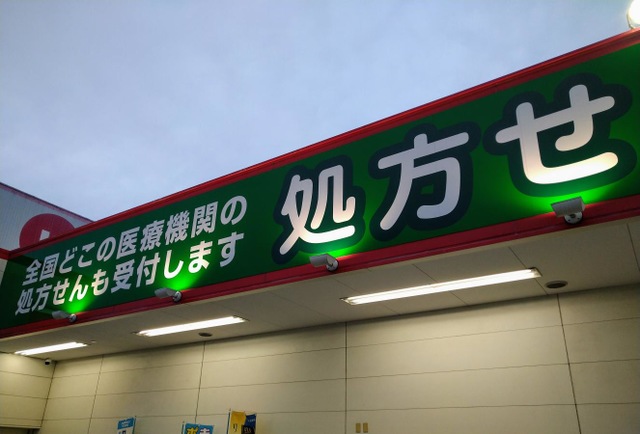 全国どこの医療機関の
処方せんも受付します
処方せ